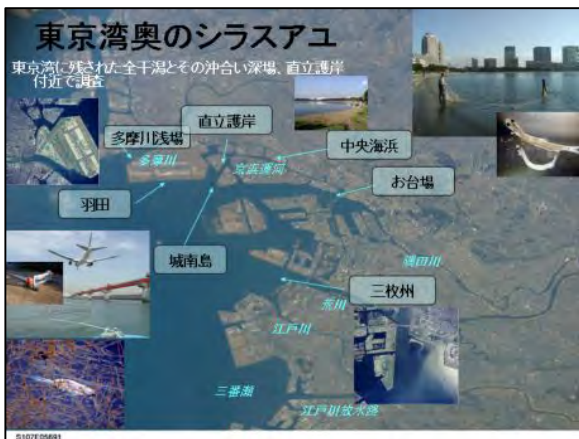 東京湾奥のシラスアユ
東京湾に残された全干潟とその沖合い深場、直立護岸
付近で調査
直立護岸
多摩川浅場
中央海浜
多摩川
京浜運河
お台場
羽田
城南島
隅田川
三枚州
荒川
江戸川
三番瀬
江戸川放水路
S107E05691